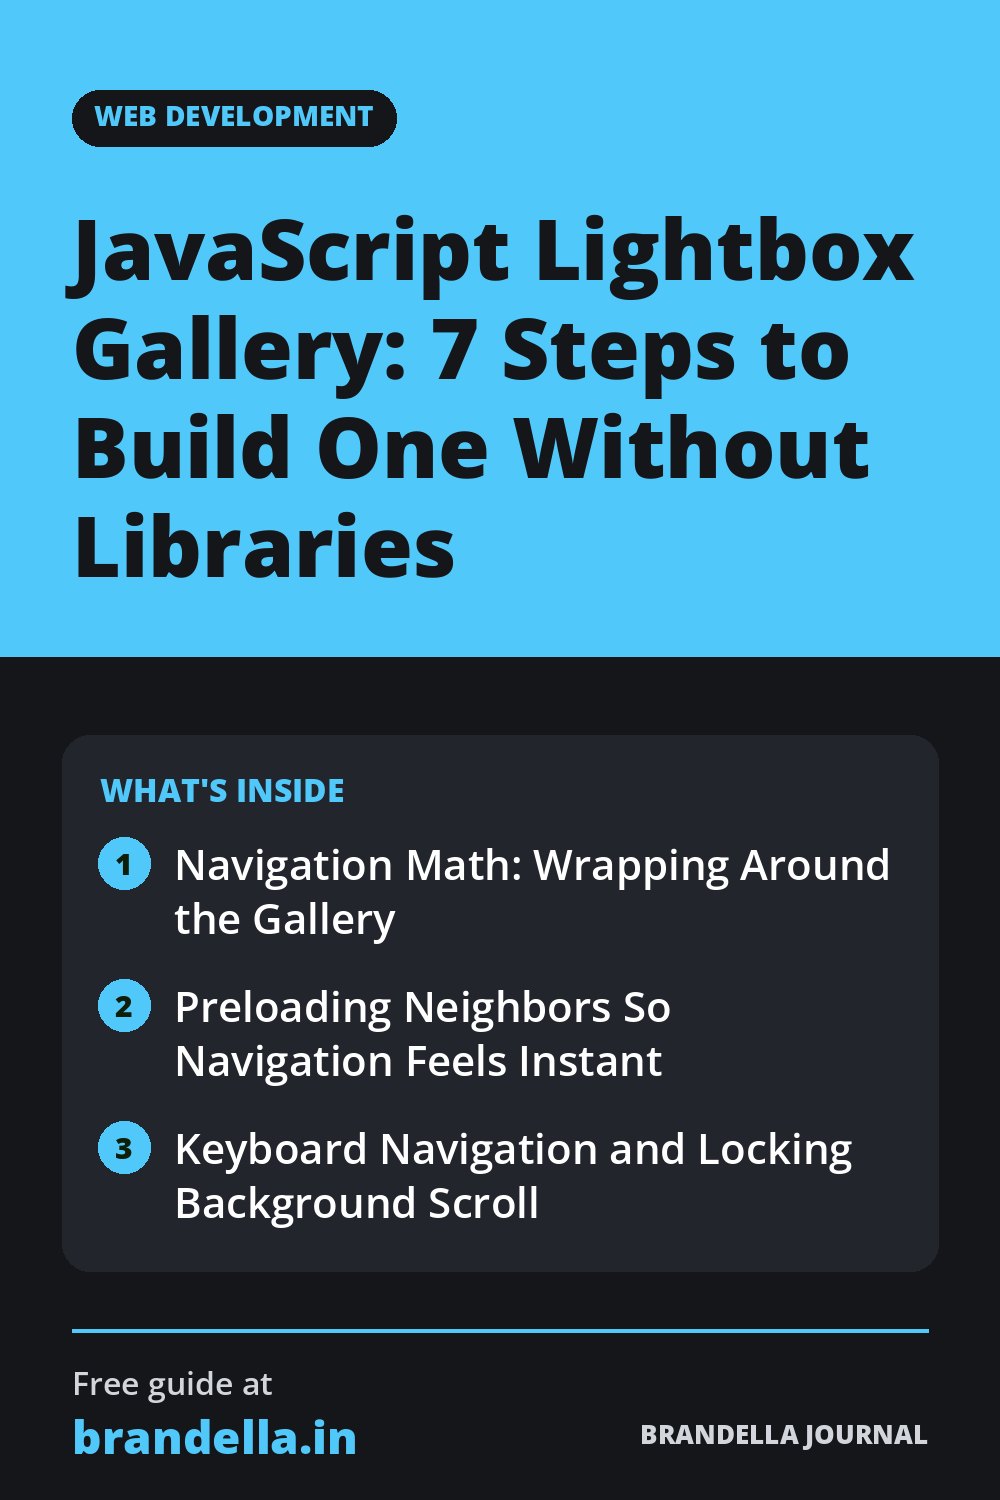 WEB DEVELOPMENT
JavaScript Lightbox
Gallery: 7 Steps to
Build One Without
Libraries
WHAT'S INSIDE
1 Navigation Math: Wrapping Around
the Gallery
2 Preloading Neighbors So
Navigation Feels Instant
3 Keyboard Navigation and Locking
Background Scroll
Free guide at
brandella.in
BRANDELLA JOURNAL